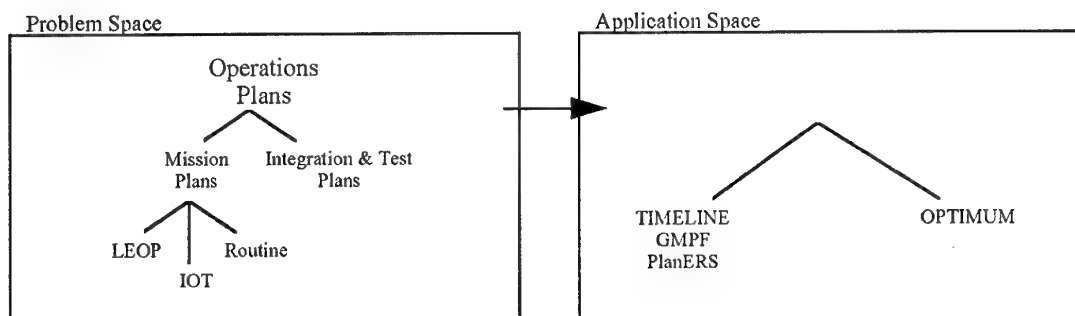 Problem Space
Operations
Plans
Mission
Plans
Integration & Test
Plans
LEOP
Routine
IOT
Application Space
TIMELINE
GMPF
PlanERS
OPTIMUM